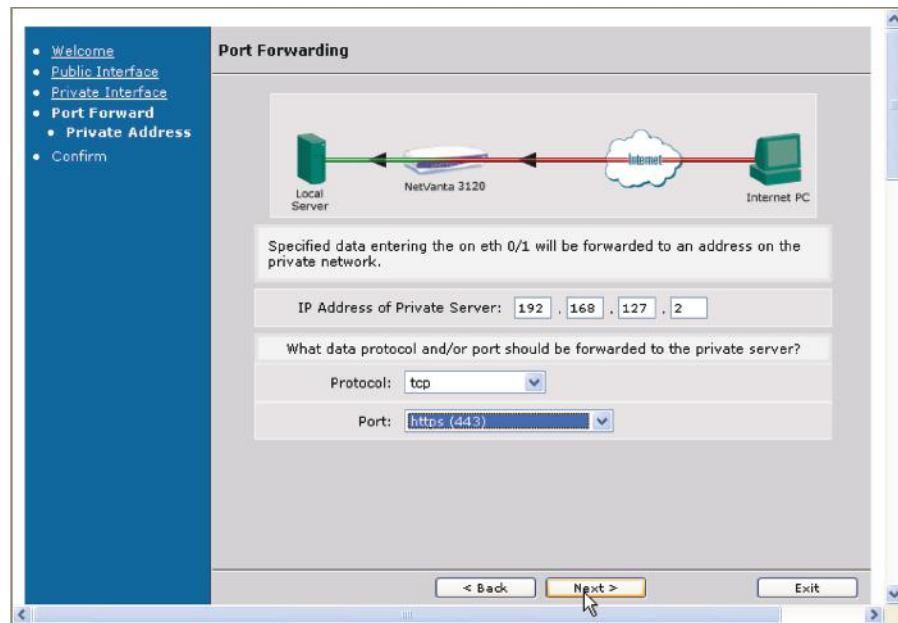 Welcome
Public Interface
Private Interface
Port Forward
Private Address
Confirm
Port Forwarding
Local
Server
NetVanta 3120
Internet
Internet PC
Specified data entering the on eth 0/1 will be forwarded to an address on the
private network.
IP Address of Private Server: 192 . 168 . 127 . 2
What data protocol and/or port should be forwarded to the private server?
Protocol: tcp
Port: https (443)
< Back Next > Exit